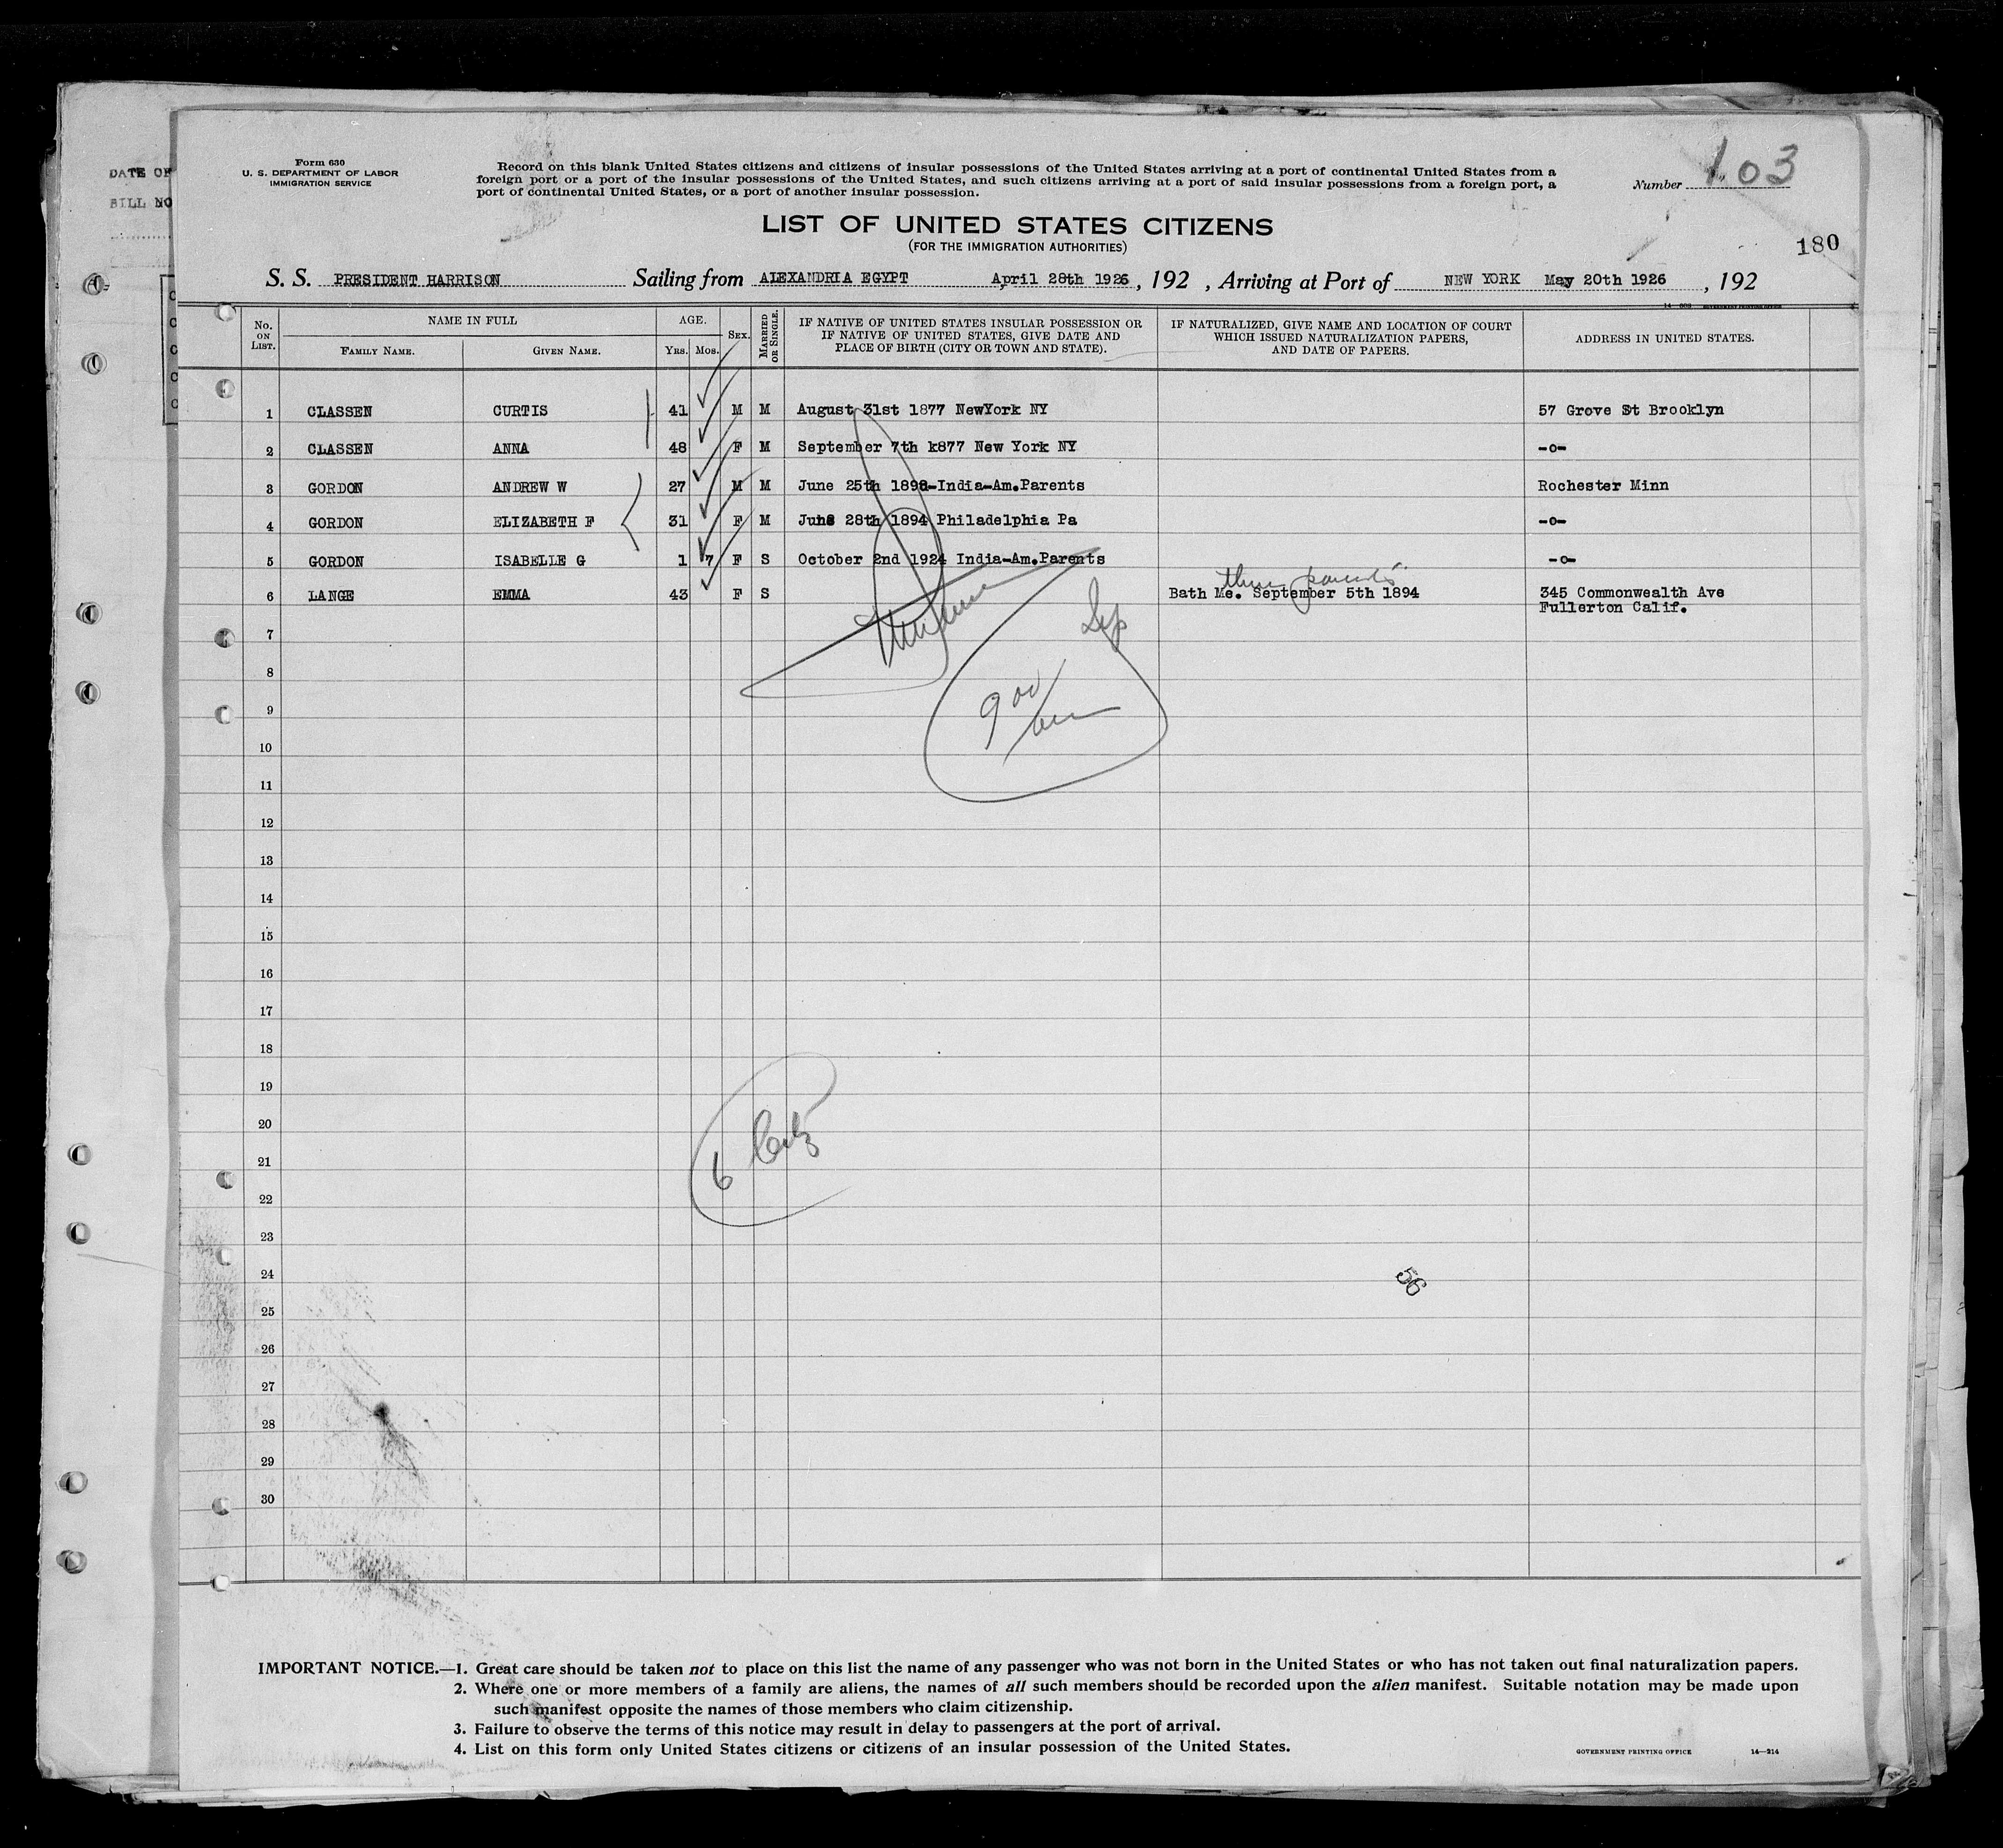 DATE OF
BILL NO
Form 630
U. S. DEPARTMENT OF LABOR
IMMIGRATION SERVICE
Record on this blank United States citizens and citizens of insular possessions of the United States arriving at a port of continental United States from a
foreign port or a port of the insular possessions of the United States, and such citizens arriving at a port of said insular possessions from a foreign port, a
port of continental United States, or a port of another insular possession.
Number 103
LIST OF UNITED STATES CITIZENS
(FOR THE IMMIGRATION AUTHORITIES)
180
S. S. PRESIDENT HARRISON Sailing from ALEXANDRIA EGYPT April 28th 1926, 192 , Arriving at Port of NEW YORK May 20th 1926 , 192
No. ON LIST. NAME IN FULL FAMILY NAME. GIVEN NAME. AGE. YRS. MOS. SEX. MARRIED OR SINGLE. IF NATIVE OF UNITED STATES INSULAR POSSESSION OR IF NATIVE OF UNITED STATES, GIVE DATE AND PLACE OF BIRTH (CITY OR TOWN AND STATE). IF NATURALIZED, GIVE NAME AND LOCATION OF COURT WHICH ISSUED NATURALIZATION PAPERS, AND DATE OF PAPERS. ADDRESS IN UNITED STATES.
1 CLASSEN CURTIS 41 M M August 31st 1877 NewYork NY 57 Grove St Brooklyn
2 CLASSEN ANNA 48 F M September 7th k877 New York NY -o-
3 GORDON ANDREW W 27 M M June 25th 1898-India-Am.Parents Rochester Minn
4 GORDON ELIZABETH F 31 F M June 28th 1894 Philadelphia Pa -o-
5 GORDON ISABELLE G 1 7 F S October 2nd 1924 India-Am.Parents -o-
thru parents
6 LANGE EMMA 43 F S Bath Me. September 5th 1894 345 Commonwealth Ave
Fullerton Calif.
7
8
9
900
10
11
12
13
14
15
16
17
18
19
20
21
6 Citz
22
23
24
56
25
26
27
28
29
30
IMPORTANT NOTICE.—1. Great care should be taken not to place on this list the name of any passenger who was not born in the United States or who has not taken out final naturalization papers.
2. Where one or more members of a family are aliens, the names of all such members should be recorded upon the alien manifest. Suitable notation may be made upon
such manifest opposite the names of those members who claim citizenship.
3. Failure to observe the terms of this notice may result in delay to passengers at the port of arrival.
4. List on this form only United States citizens or citizens of an insular possession of the United States.
GOVERNMENT PRINTING OFFICE 14—214